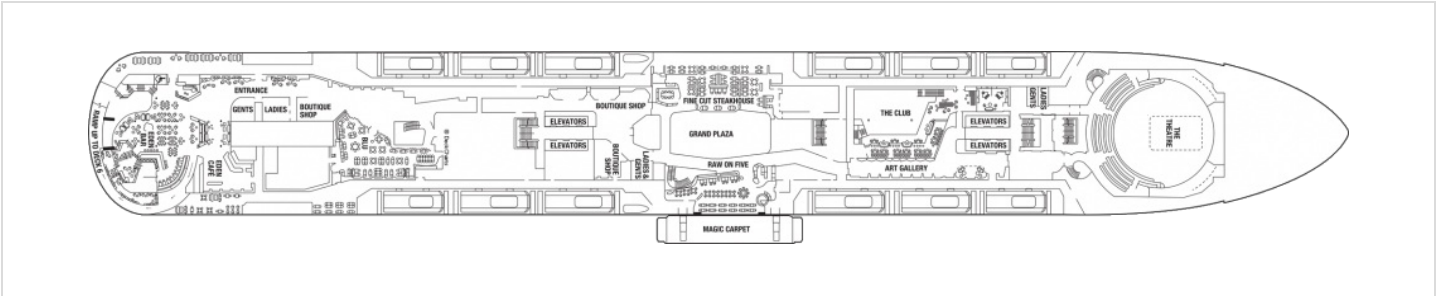 RAMP UP TO DECK 6
EDEN
BAR
EDEN
CAFE
ENTRANCE
GENTS
LADIES
BOUTIQUE
SHOP
BLU
ELEVATORS
ELEVATORS
BOUTIQUE SHOP
BOUTIQUE
SHOP
LADIES &
GENTS
FINE CUT STEAKHOUSE
GRAND PLAZA
RAW ON FIVE
MAGIC CARPET
THE CLUB
ART GALLERY
ELEVATORS
ELEVATORS
LADIES
GENTS
THE
THEATRE